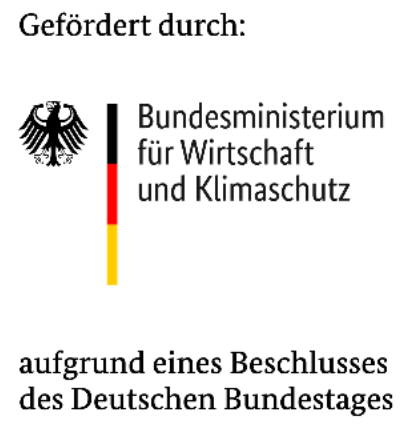 Gefördert durch:
Bundesministerium
für Wirtschaft
und Klimaschutz
aufgrund eines Beschlusses
des Deutschen Bundestages